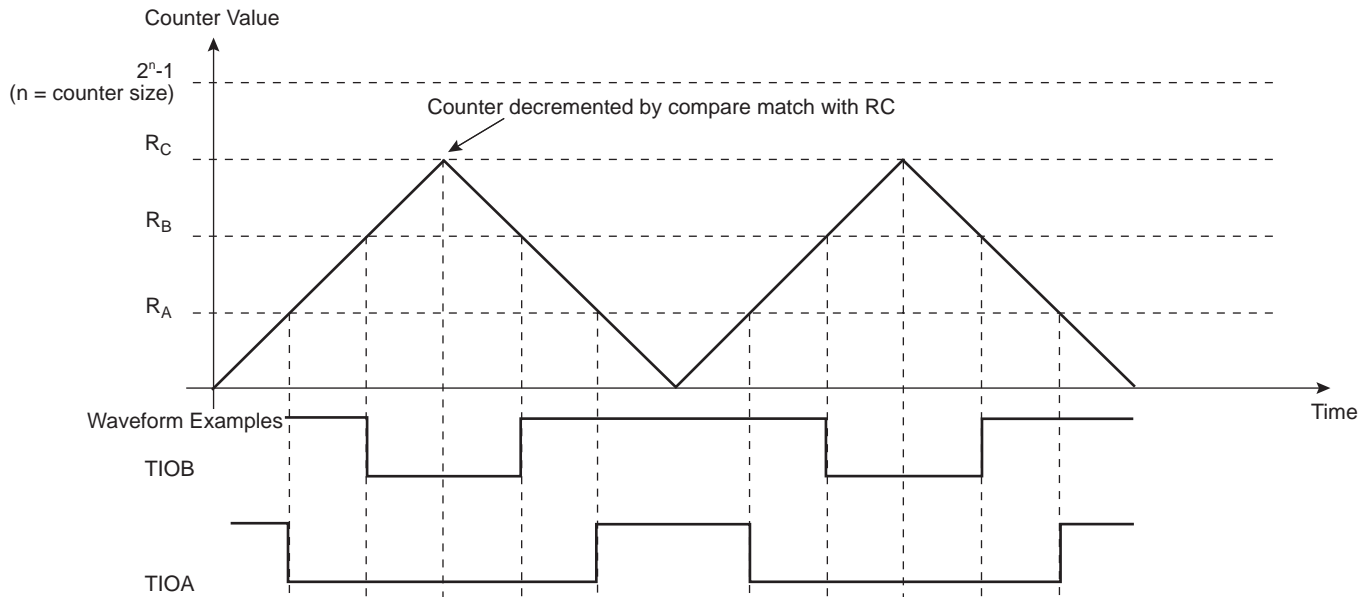 Counter Value
2ⁿ-1
(n = counter size)
Counter decremented by compare match with RC
R_C
R_B
R_A
Time
Waveform Examples
TIOB
TIOA